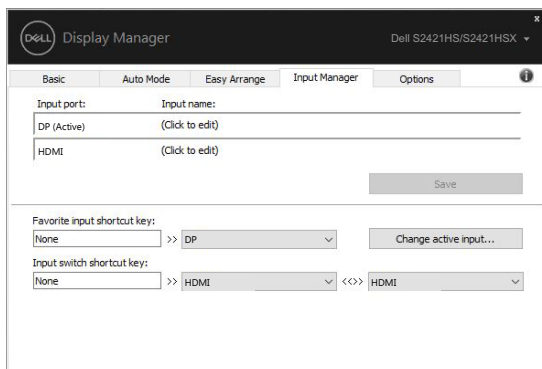 x
DELL Display Manager Dell S2421HS/S2421HSX
Basic Auto Mode Easy Arrange Input Manager Options i
Input port: Input name:
DP (Active) (Click to edit)
HDMI (Click to edit)
Save
Favorite input shortcut key:
None >> DP Change active input...
Input switch shortcut key:
None >> HDMI <<>> HDMI